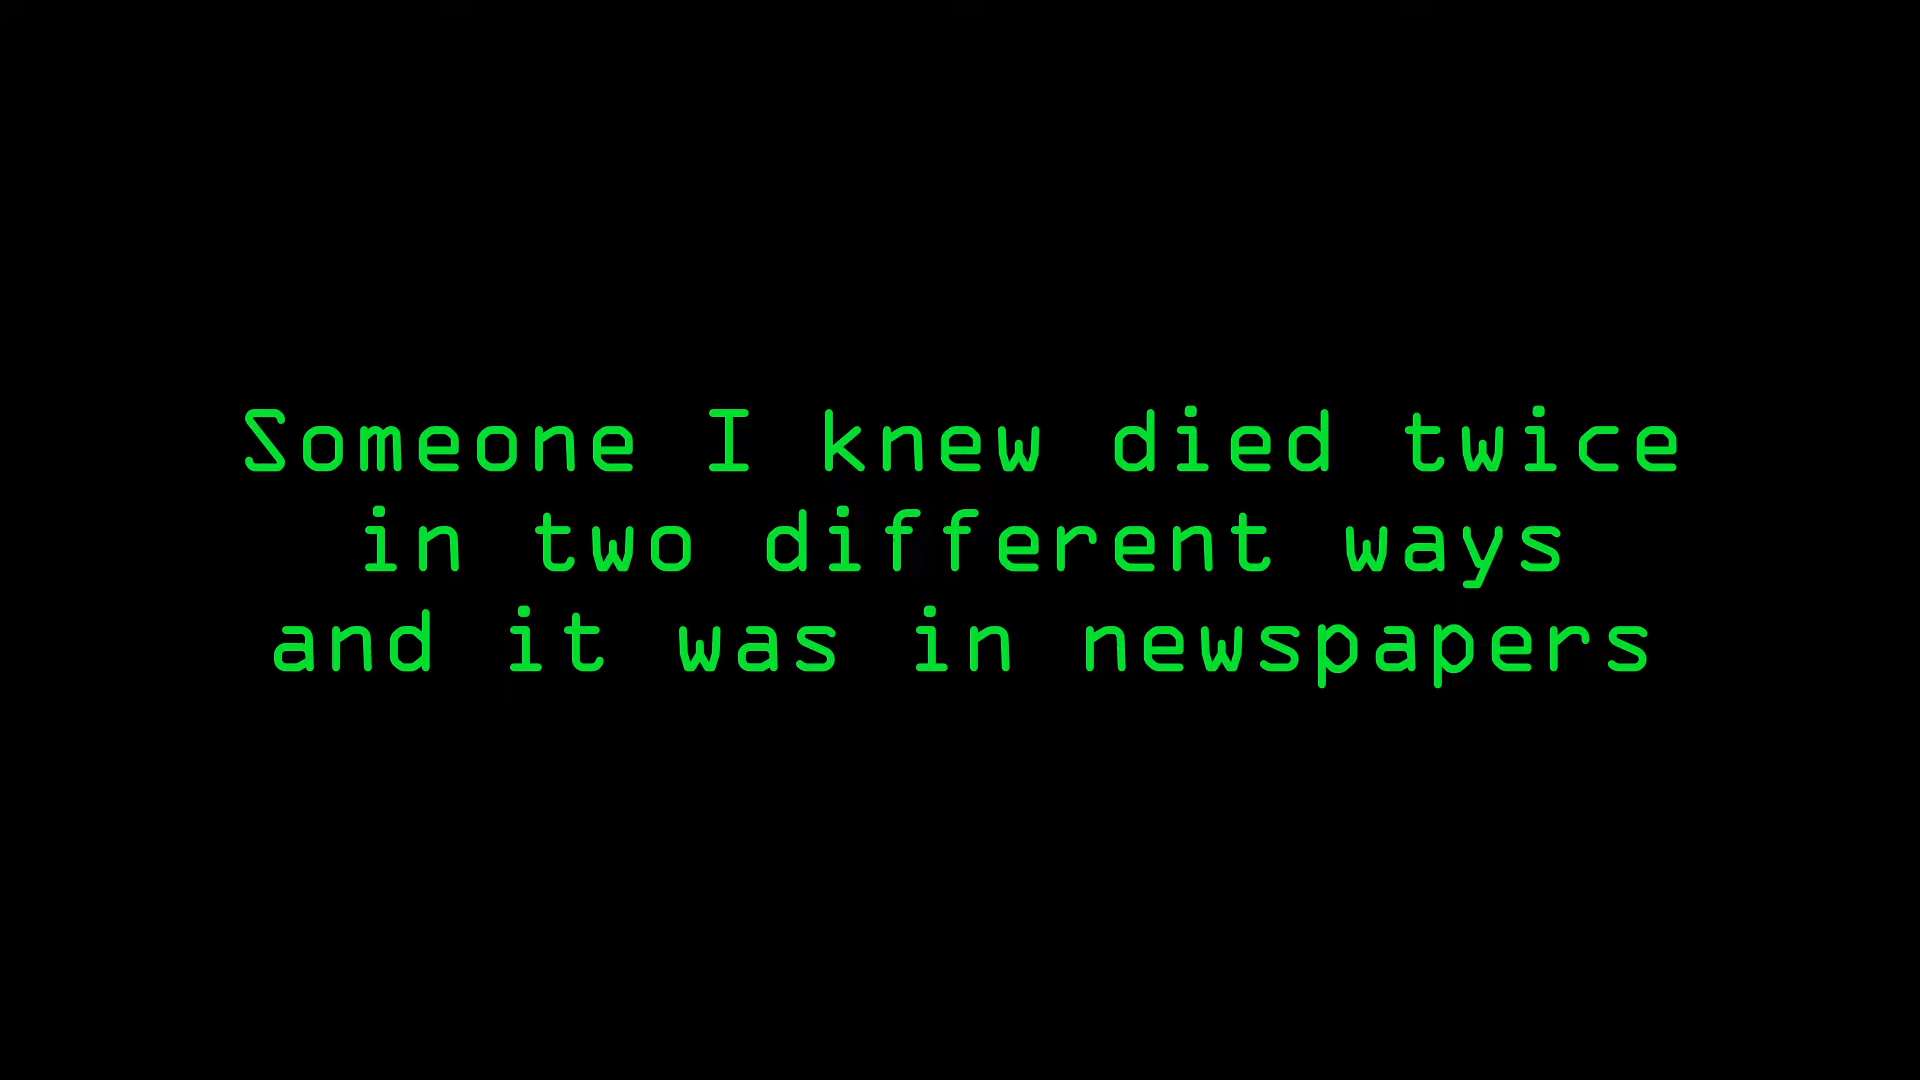 Someone I knew died twice
in two different ways
and it was in newspapers